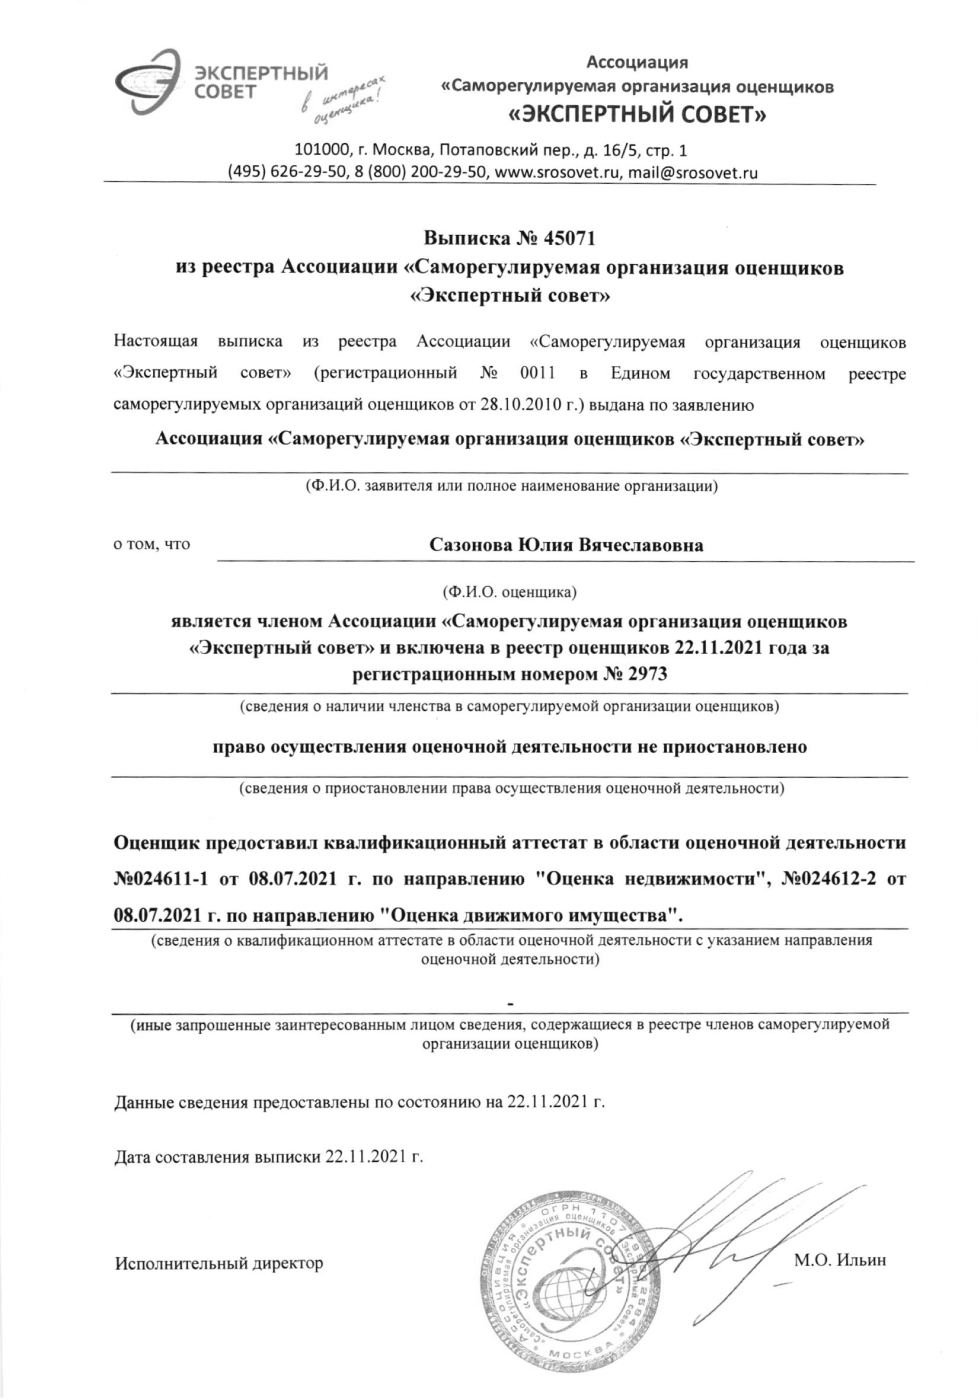 ЭКСПЕРТНЫЙ
СОВЕТ
в интересах
оценщика!
Ассоциация
«Саморегулируемая организация оценщиков
«ЭКСПЕРТНЫЙ СОВЕТ»
101000, г. Москва, Потаповский пер., д. 16/5, стр. 1
(495) 626-29-50, 8 (800) 200-29-50, www.srosovet.ru, mail@srosovet.ru
Выписка № 45071
из реестра Ассоциации «Саморегулируемая организация оценщиков
«Экспертный совет»
Настоящая выписка из реестра Ассоциации «Саморегулируемая организация оценщиков
«Экспертный совет» (регистрационный № 0011 в Едином государственном реестре
саморегулируемых организаций оценщиков от 28.10.2010 г.) выдана по заявлению
Ассоциация «Саморегулируемая организация оценщиков «Экспертный совет»
(Ф.И.О. заявителя или полное наименование организации)
о том, что Сазонова Юлия Вячеславовна
(Ф.И.О. оценщика)
является членом Ассоциации «Саморегулируемая организация оценщиков
«Экспертный совет» и включена в реестр оценщиков 22.11.2021 года за
регистрационным номером № 2973
(сведения о наличии членства в саморегулируемой организации оценщиков)
право осуществления оценочной деятельности не приостановлено
(сведения о приостановлении права осуществления оценочной деятельности)
Оценщик предоставил квалификационный аттестат в области оценочной деятельности
№024611-1 от 08.07.2021 г. по направлению "Оценка недвижимости", №024612-2 от
08.07.2021 г. по направлению "Оценка движимого имущества".
(сведения о квалификационном аттестате в области оценочной деятельности с указанием направления
оценочной деятельности)
-
(иные запрошенные заинтересованным лицом сведения, содержащиеся в реестре членов саморегулируемой
организации оценщиков)
Данные сведения предоставлены по состоянию на 22.11.2021 г.
Дата составления выписки 22.11.2021 г.
Исполнительный директор
М.О. Ильин
Ассоциация
ОГРН
МОСКВА
«Саморегулируемая организация оценщиков
«Экспертный совет»